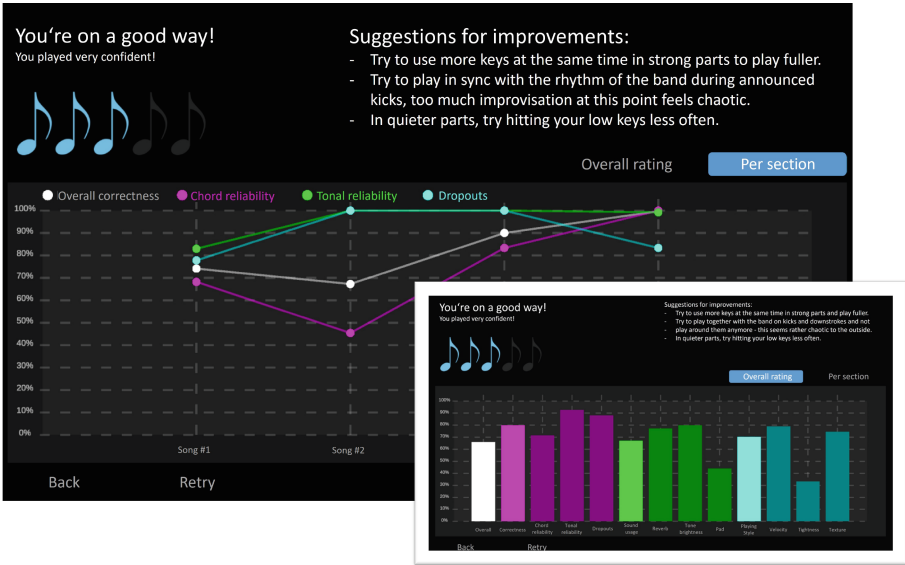 You‘re on a good way!
You played very confident!
Suggestions for improvements:
- Try to use more keys at the same time in strong parts to play fuller.
- Try to play in sync with the rhythm of the band during announced
kicks, too much improvisation at this point feels chaotic.
- In quieter parts, try hitting your low keys less often.
Overall rating
Per section
Overall correctness
Chord reliability
Tonal reliability
Dropouts
100%
90%
80%
70%
60%
50%
40%
30%
20%
10%
0%
Song #1
Song #2
Back
Retry
You‘re on a good way!
You played very confident!
Suggestions for improvements:
- Try to use more keys at the same time in strong parts and play fuller.
- Try to play together with the band on kicks and downstrokes and not
- play around them anymore - this seems rather chaotic to the outside.
- In quieter parts, try hitting your low keys less often.
Overall rating
Per section
100%
90%
80%
70%
60%
50%
40%
30%
20%
10%
0%
Overall
Correctness
Chord
reliability
Tonal
reliability
Dropouts
Sound
usage
Reverb
Tone
brightness
Pad
Playing
Style
Velocity
Tightness
Texture
Back
Retry